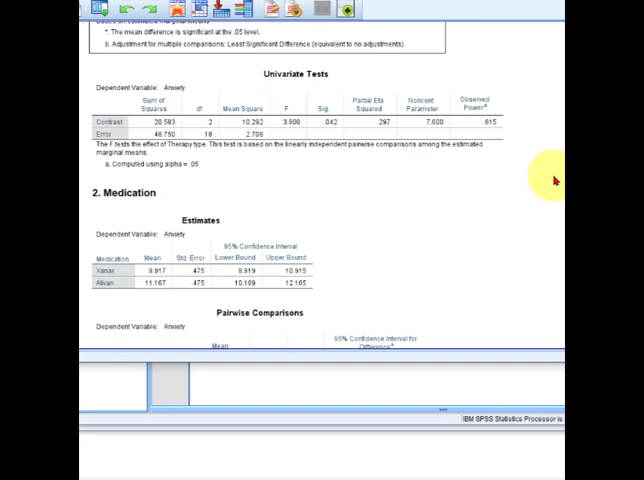 *. The mean difference is significant at the .05 level.
b. Adjustment for multiple comparisons: Least Significant Difference (equivalent to no adjustments).
Univariate Tests
Dependent Variable: Anxiety
Sum of Squares df Mean Square F Sig. Partial Eta Squared Noncent. Parameter Observed Powerᵃ
Contrast 20.583 2 10.292 3.800 .042 .297 7.600 .615
Error 48.750 18 2.708
The F tests the effect of Therapy type. This test is based on the linearly independent pairwise comparisons among the estimated
marginal means.
a. Computed using alpha = .05
2. Medication
Estimates
Dependent Variable: Anxiety
95% Confidence Interval
Medication Mean Std. Error Lower Bound Upper Bound
Xanax 9.917 .475 8.919 10.915
Ativan 11.167 .475 10.169 12.165
Pairwise Comparisons
Dependent Variable: Anxiety
95% Confidence Interval for
Mean Differenceᵃ
IBM SPSS Statistics Processor is